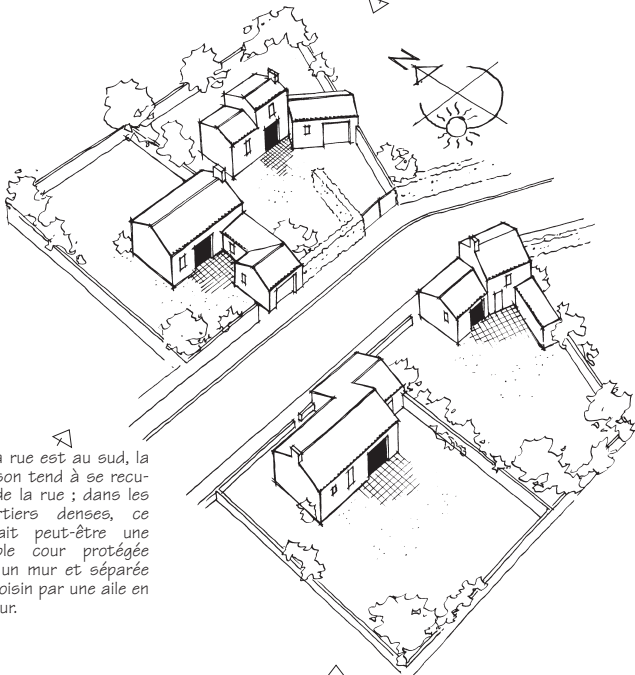 N
a rue est au sud, la
son tend à se recu-
de la rue ; dans les
rtiers denses, ce
ait peut-être une
ble cour protégée
un mur et séparée
oisin par une aile en
ur.